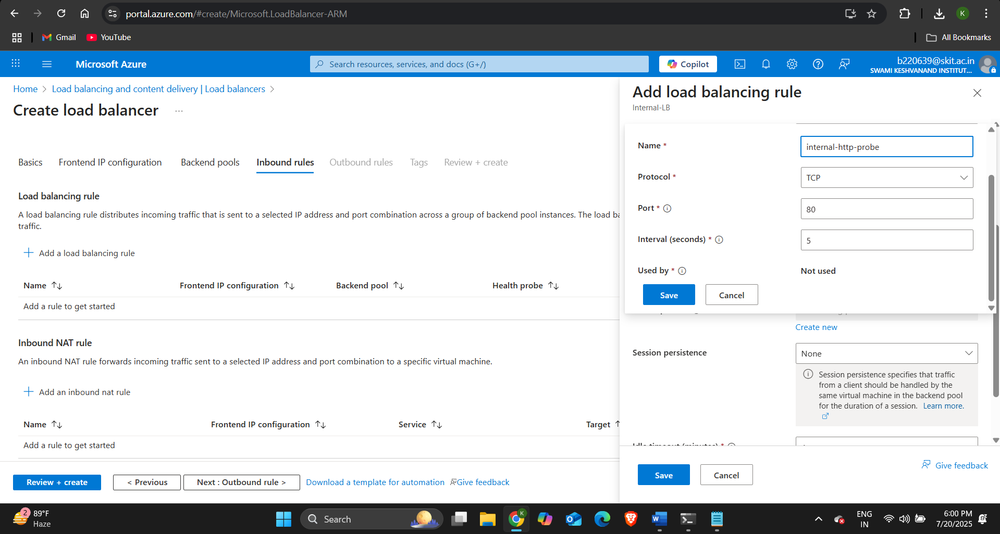 portal.azure.com/#create/Microsoft.LoadBalancer-ARM
K
Gmail
YouTube
All Bookmarks
Microsoft Azure
Search resources, services, and docs (G+/)
Copilot
b220639@skit.ac.in
SWAMI KESHVANAND INSTITUT...
Home > Load balancing and content delivery | Load balancers >
Create load balancer ...
Basics
Frontend IP configuration
Backend pools
Inbound rules
Outbound rules
Tags
Review + create
Load balancing rule
A load balancing rule distributes incoming traffic that is sent to a selected IP address and port combination across a group of backend pool instances. The load ba
traffic.
Add a load balancing rule
Name
Frontend IP configuration
Backend pool
Health probe
Add a rule to get started
Inbound NAT rule
An inbound NAT rule forwards incoming traffic sent to a selected IP address and port combination to a specific virtual machine.
Add an inbound nat rule
Name
Frontend IP configuration
Service
Target
Add a rule to get started
Review + create
< Previous
Next : Outbound rule >
Download a template for automation
Give feedback
Add load balancing rule
Internal-LB
Name *
internal-http-probe
Protocol *
TCP
Port *
80
Interval (seconds) *
5
Used by *
Not used
Save
Cancel
Create new
Session persistence
None
Session persistence specifies that traffic
from a client should be handled by the
same virtual machine in the backend pool
for the duration of a session. Learn more.
Idle timeout (minutes) *
Save
Cancel
Give feedback
2
89°F
Haze
Search
K
ENG
IN
6:00 PM
7/20/2025